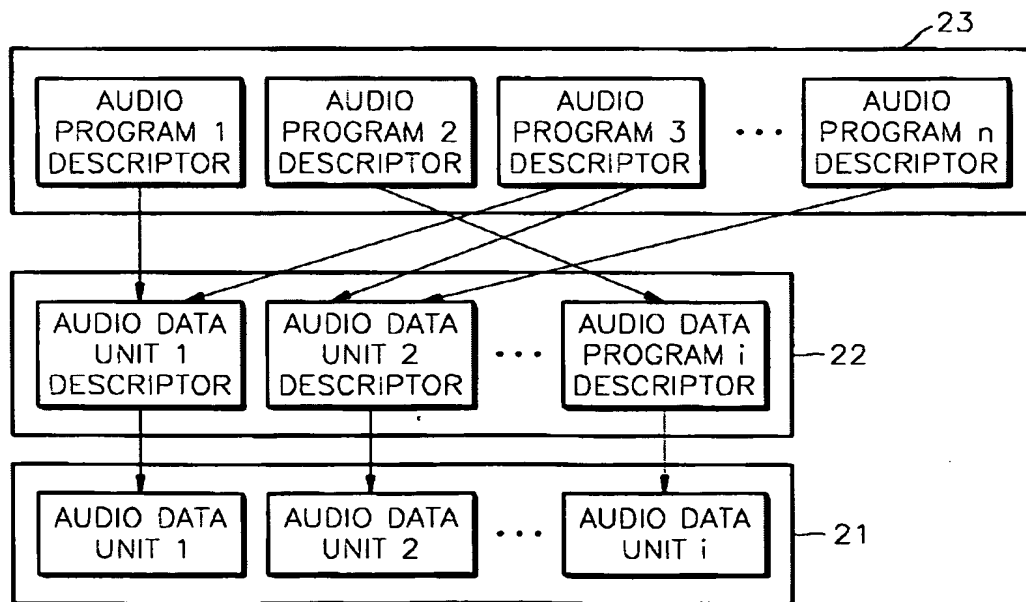 23
AUDIO
PROGRAM 1
DESCRIPTOR
AUDIO
PROGRAM 2
DESCRIPTOR
AUDIO
PROGRAM 3
DESCRIPTOR
...
AUDIO
PROGRAM n
DESCRIPTOR
AUDIO DATA
UNIT 1
DESCRIPTOR
AUDIO DATA
UNIT 2
DESCRIPTOR
...
AUDIO DATA
PROGRAM i
DESCRIPTOR
22
AUDIO DATA
UNIT 1
AUDIO DATA
UNIT 2
...
AUDIO DATA
UNIT i
21